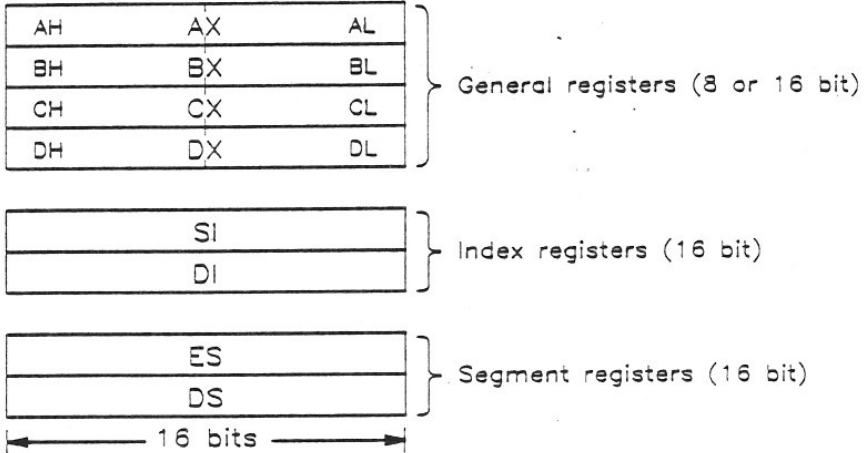 AH AX AL
BH BX BL
CH CX CL
DH DX DL
General registers (8 or 16 bit)
SI
DI
Index registers (16 bit)
ES
DS
Segment registers (16 bit)
16 bits